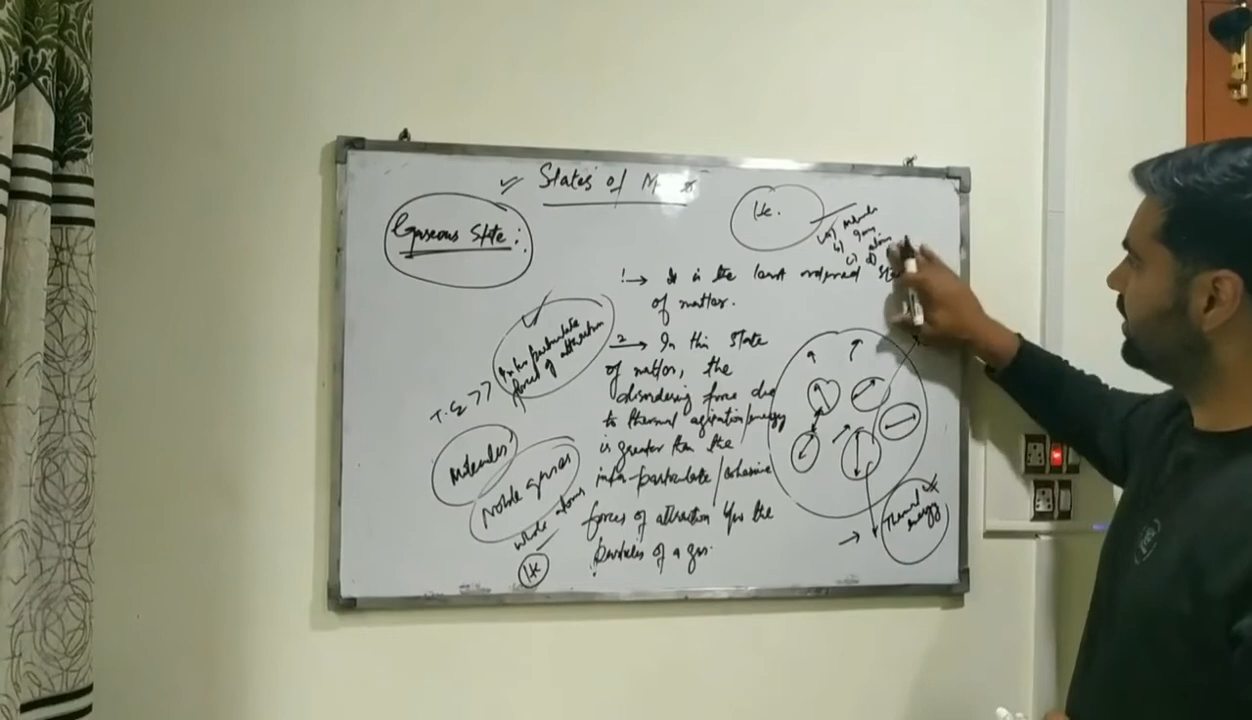 States of M
Gaseous State :
He.
(a)
b)
c) atoms
d)
1 → It is the least ordered
of matter.
Inter particulate
forces of attraction
2 → In this state
of matter, the
disordering force due
to thermal agitation/energy
is greater than the
inter-particulate/cohesive
forces of attraction b/w the
particles of a gas.
T.E >>
Molecules
Noble gases
whole atoms
He
Thermal
energy